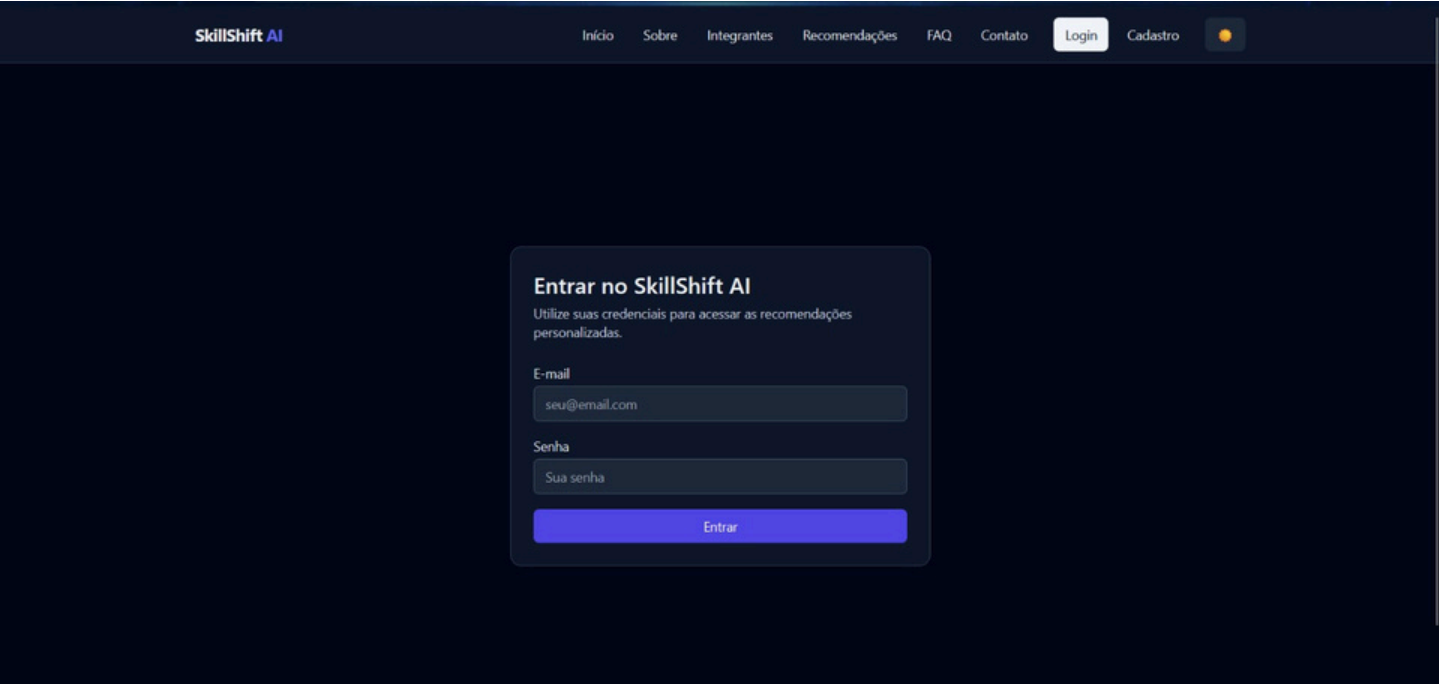 SkillShift AI
Início Sobre Integrantes Recomendações FAQ Contato Login Cadastro
Entrar no SkillShift AI
Utilize suas credenciais para acessar as recomendações
personalizadas.
E-mail
seu@email.com
Senha
Sua senha
Entrar